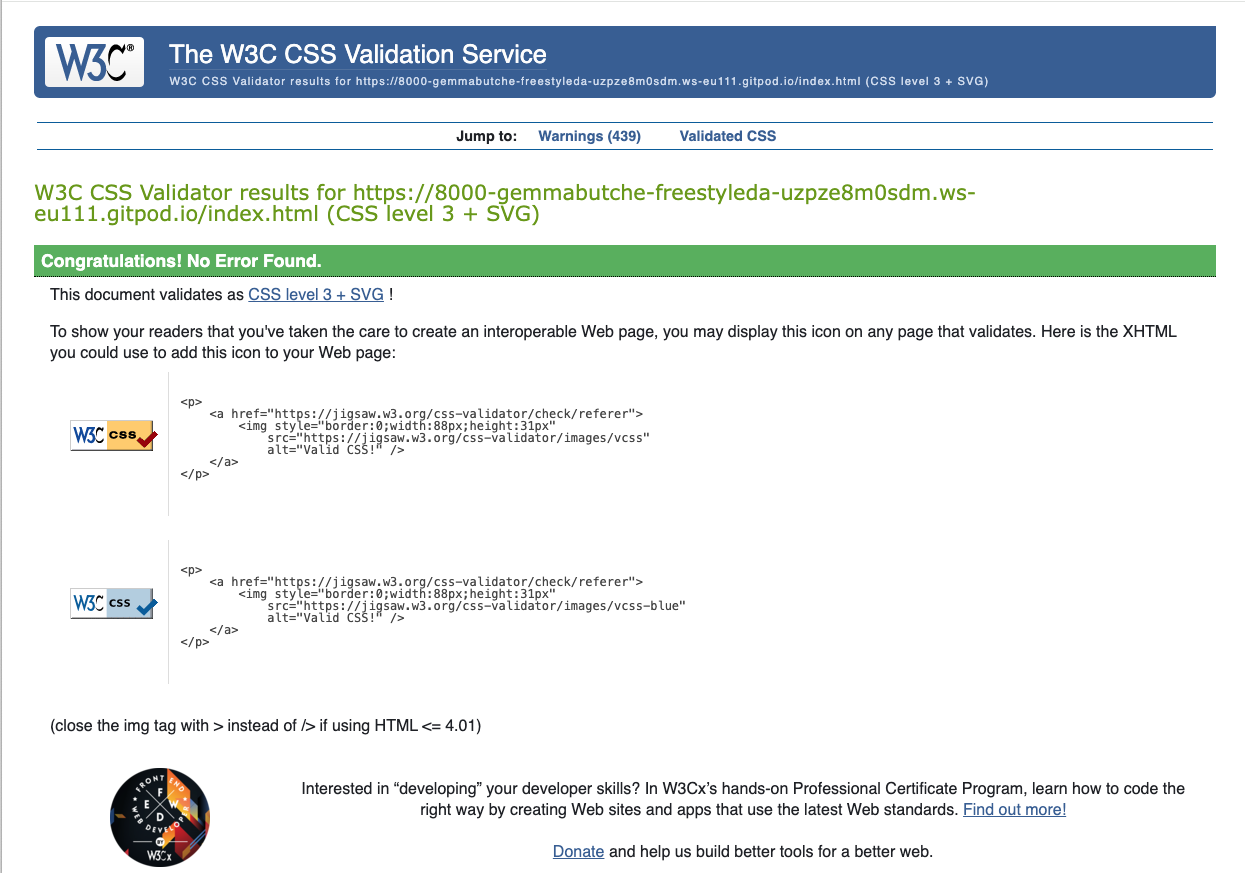 W3C®
The W3C CSS Validation Service
W3C CSS Validator results for https://8000-gemmabutche-freestyleda-uzpze8m0sdm.ws-eu111.gitpod.io/index.html (CSS level 3 + SVG)
Jump to: Warnings (439) Validated CSS
W3C CSS Validator results for https://8000-gemmabutche-freestyleda-uzpze8m0sdm.ws-
eu111.gitpod.io/index.html (CSS level 3 + SVG)
Congratulations! No Error Found.
This document validates as CSS level 3 + SVG !
To show your readers that you've taken the care to create an interoperable Web page, you may display this icon on any page that validates. Here is the XHTML
you could use to add this icon to your Web page:
W3C CSS
<p>
    <a href="https://jigsaw.w3.org/css-validator/check/referer">
        <img style="border:0;width:88px;height:31px"
            src="https://jigsaw.w3.org/css-validator/images/vcss"
            alt="Valid CSS!" />
    </a>
</p>
W3C CSS
<p>
    <a href="https://jigsaw.w3.org/css-validator/check/referer">
        <img style="border:0;width:88px;height:31px"
            src="https://jigsaw.w3.org/css-validator/images/vcss-blue"
            alt="Valid CSS!" />
    </a>
</p>
(close the img tag with > instead of /> if using HTML <= 4.01)
FRONT END
WEB DEVELOPER
F
E W
D
BY
W3Cx
Interested in “developing” your developer skills? In W3Cx’s hands-on Professional Certificate Program, learn how to code the
right way by creating Web sites and apps that use the latest Web standards. Find out more!
Donate and help us build better tools for a better web.